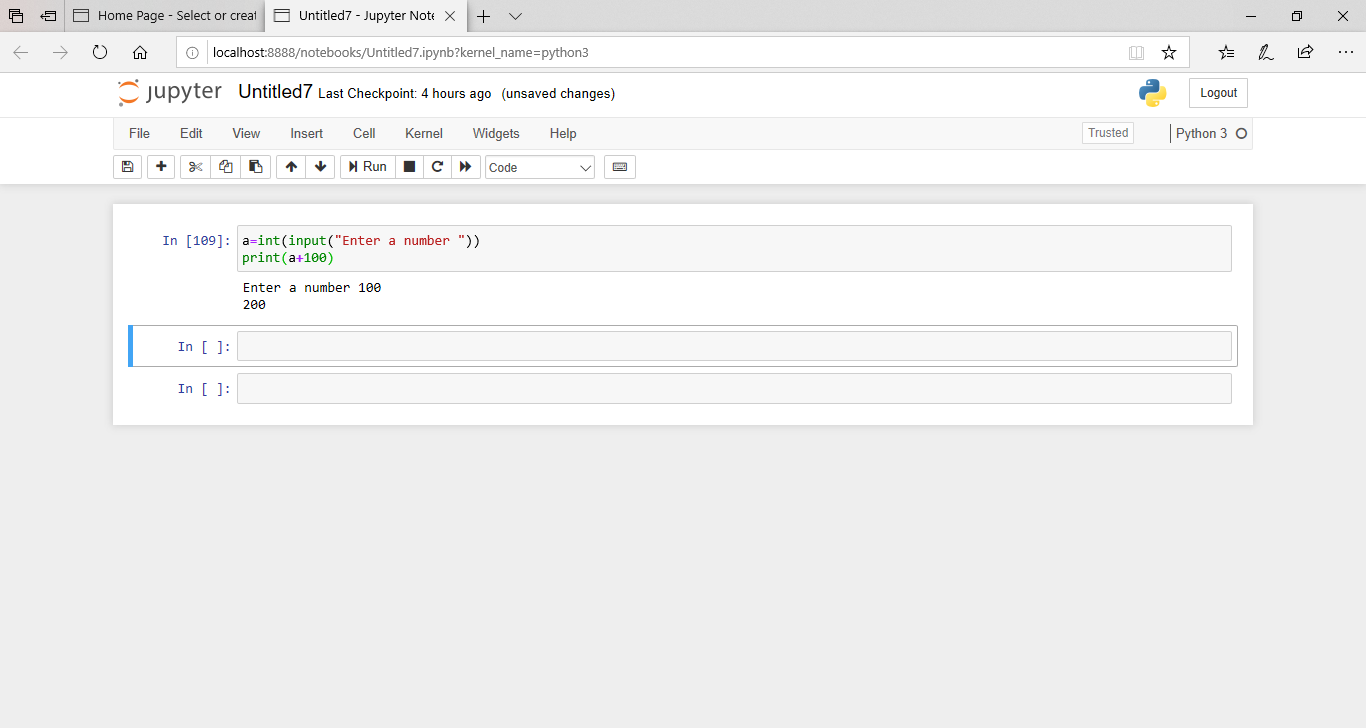 Home Page - Select or creat
Untitled7 - Jupyter Note
localhost:8888/notebooks/Untitled7.ipynb?kernel_name=python3
jupyter Untitled7 Last Checkpoint: 4 hours ago (unsaved changes)
Logout
File Edit View Insert Cell Kernel Widgets Help
Trusted
Python 3
Run
Code
In [109]: a=int(input("Enter a number "))
print(a+100)
Enter a number 100
200
In [ ]:
In [ ]: